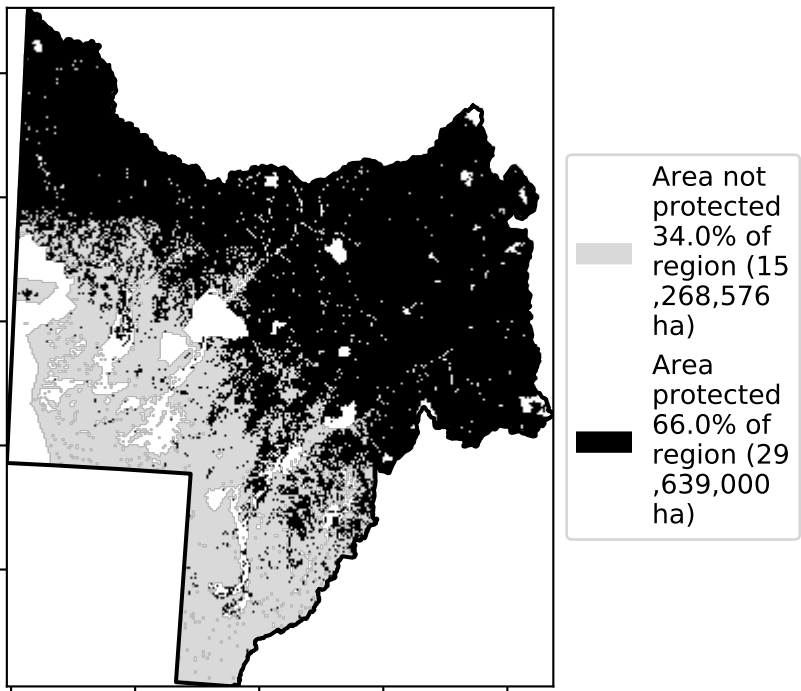 Area not
protected
34.0% of
region (15
,268,576
ha)
Area
protected
66.0% of
region (29
,639,000
ha)